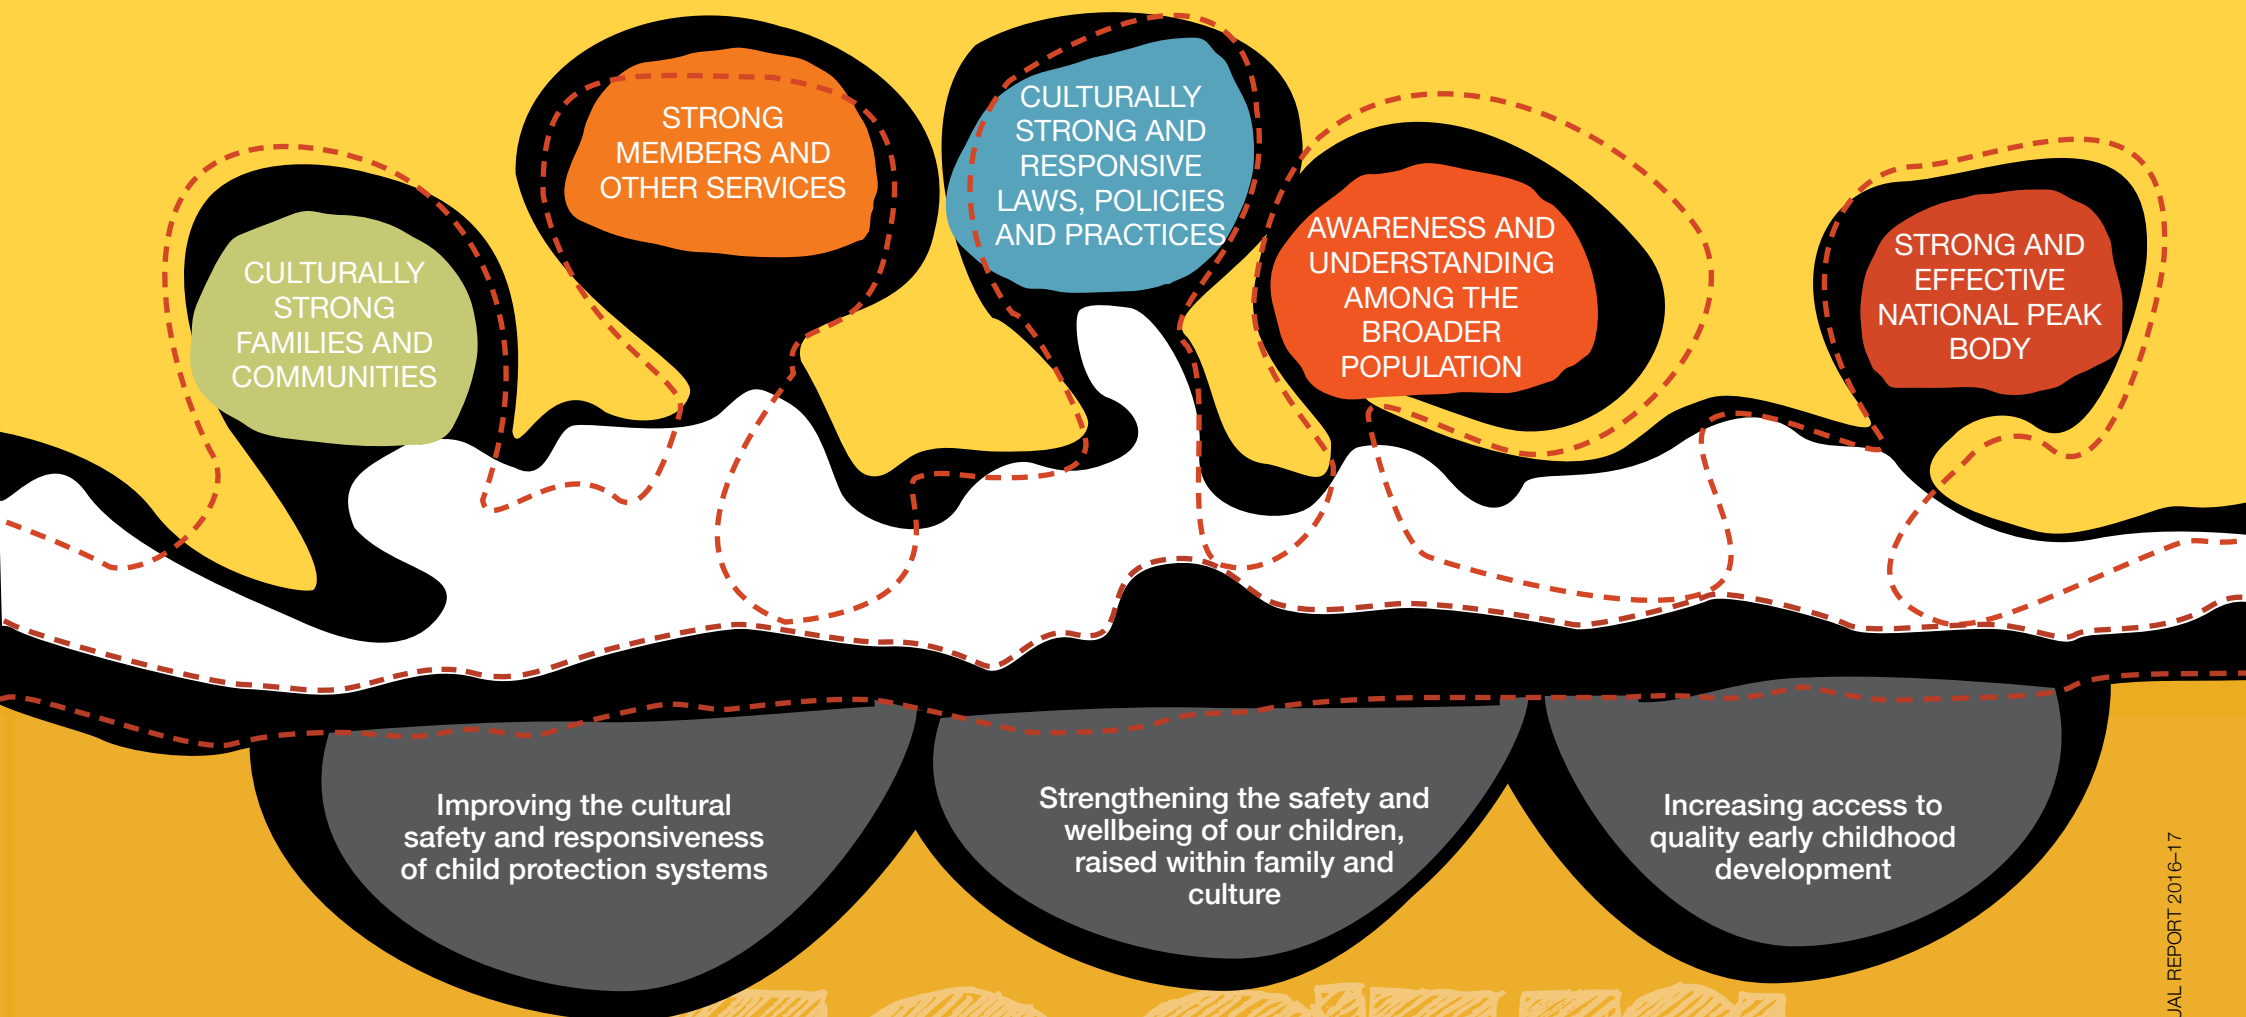 CULTURALLY
STRONG
FAMILIES AND
COMMUNITIES
STRONG
MEMBERS AND
OTHER SERVICES
CULTURALLY
STRONG AND
RESPONSIVE
LAWS, POLICIES
AND PRACTICES
AWARENESS AND
UNDERSTANDING
AMONG THE
BROADER
POPULATION
STRONG AND
EFFECTIVE
NATIONAL PEAK
BODY
Improving the cultural
safety and responsiveness
of child protection systems
Strengthening the safety and
wellbeing of our children,
raised within family and
culture
Increasing access to
quality early childhood
development
REPORT 2016–17